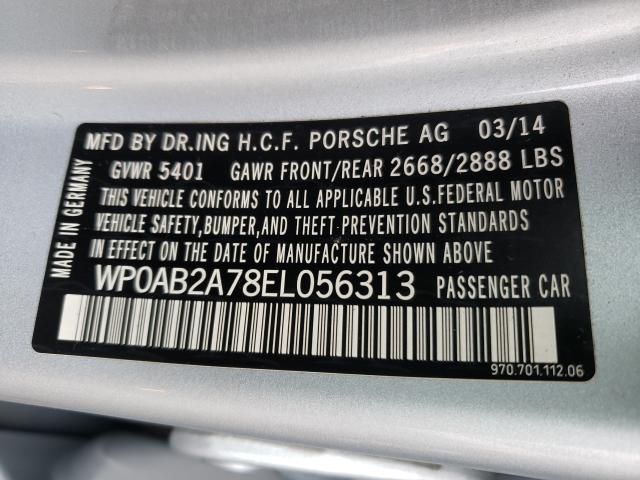 MFD BY DR.ING H.C.F. PORSCHE AG 03/14
GVWR 5401 GAWR FRONT/REAR 2668/2888 LBS
THIS VEHICLE CONFORMS TO ALL APPLICABLE U.S.FEDERAL MOTOR
VEHICLE SAFETY,BUMPER,AND THEFT PREVENTION STANDARDS
IN EFFECT ON THE DATE OF MANUFACTURE SHOWN ABOVE
WP0AB2A78EL056313 PASSENGER CAR
970.701.112.06
MADE IN GERMANY